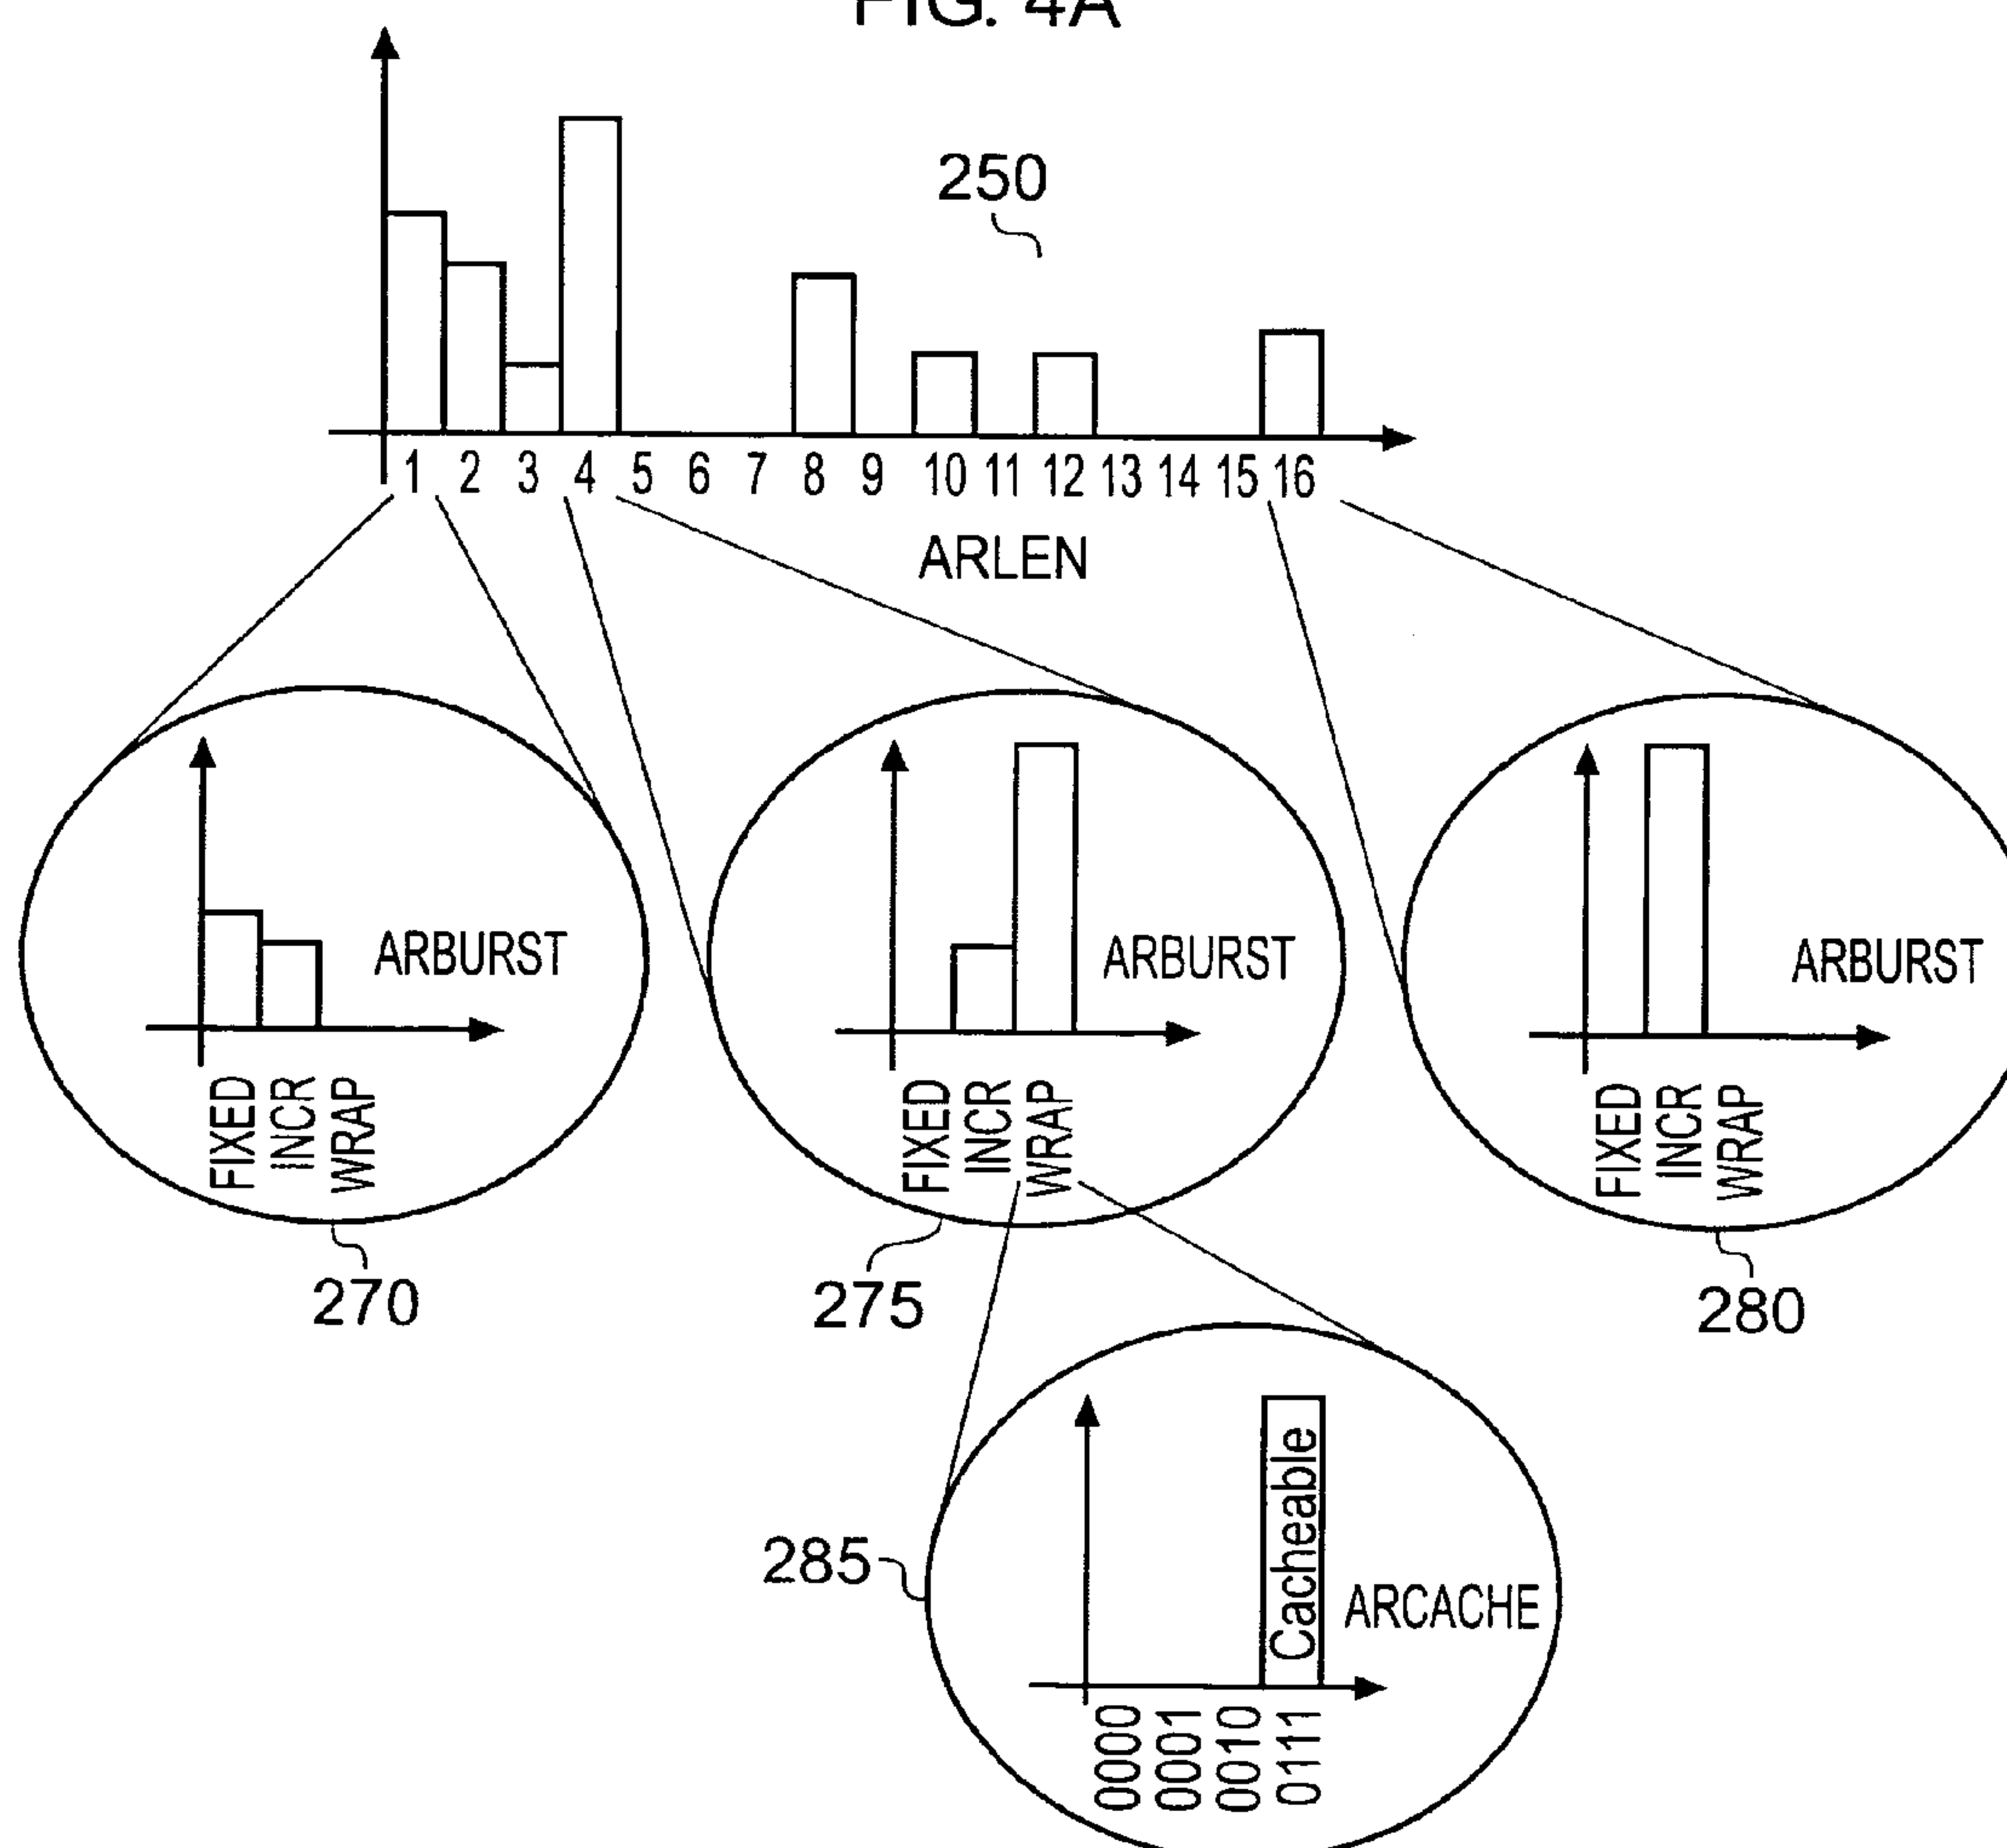 FIG. 4A
250
1 2 3 4 5 6 7 8 9 10 11 12 13 14 15 16
ARLEN
ARBURST
FIXED
INCR
WRAP
270
ARBURST
FIXED
INCR
WRAP
275
ARBURST
FIXED
INCR
WRAP
280
285
Cacheable
ARCACHE
0000
0001
0010
0111